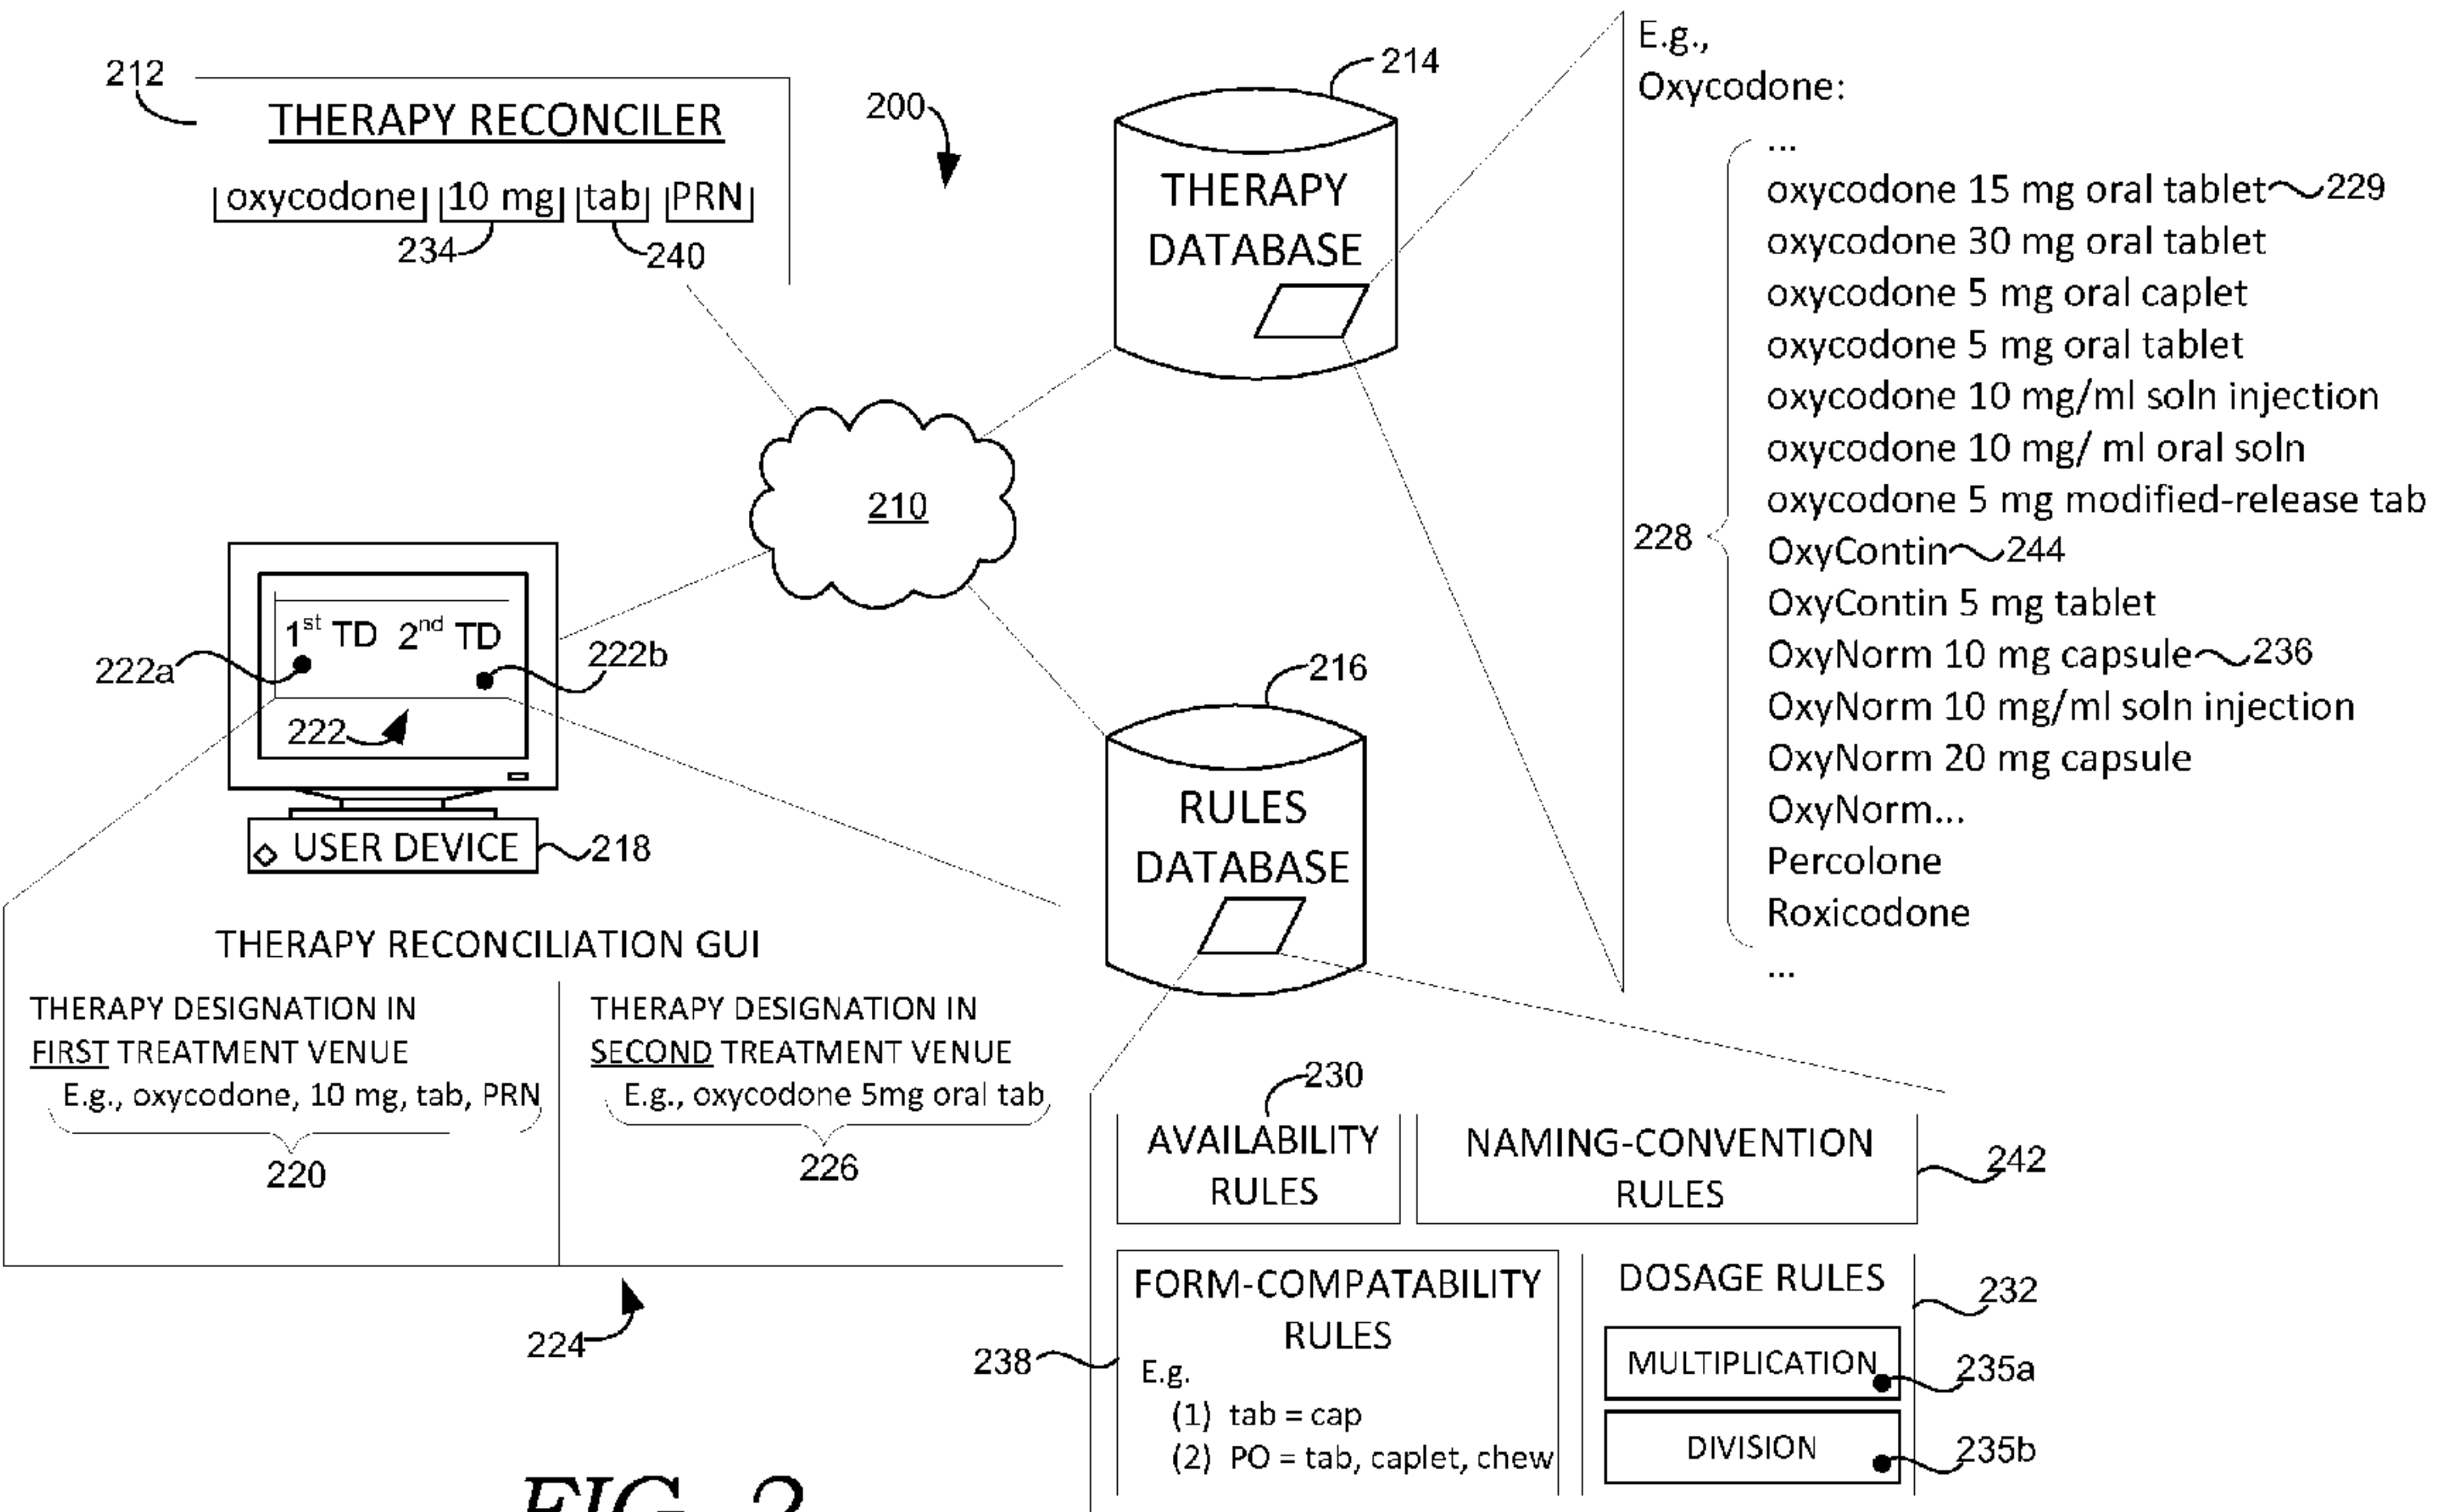 212
THERAPY RECONCILER
oxycodone 10 mg tab PRN
234
240
200
214
THERAPY
DATABASE
E.g.,
Oxycodone:
...
oxycodone 15 mg oral tablet 229
oxycodone 30 mg oral tablet
oxycodone 5 mg oral caplet
oxycodone 5 mg oral tablet
oxycodone 10 mg/ml soln injection
oxycodone 10 mg/ ml oral soln
oxycodone 5 mg modified-release tab
228
OxyContin 244
OxyContin 5 mg tablet
OxyNorm 10 mg capsule 236
OxyNorm 10 mg/ml soln injection
OxyNorm 20 mg capsule
OxyNorm...
Percolone
Roxicodone
...
210
1st TD 2nd TD
222a
222b
222
USER DEVICE 218
216
RULES
DATABASE
THERAPY RECONCILIATION GUI
THERAPY DESIGNATION IN
FIRST TREATMENT VENUE
E.g., oxycodone, 10 mg, tab, PRN
220
THERAPY DESIGNATION IN
SECOND TREATMENT VENUE
E.g., oxycodone 5mg oral tab
226
224
230
AVAILABILITY
RULES
NAMING-CONVENTION
RULES
242
FORM-COMPATABILITY
RULES
238
E.g.
(1) tab = cap
(2) PO = tab, caplet, chew
DOSAGE RULES
232
MULTIPLICATION
235a
DIVISION
235b
FIG. 2